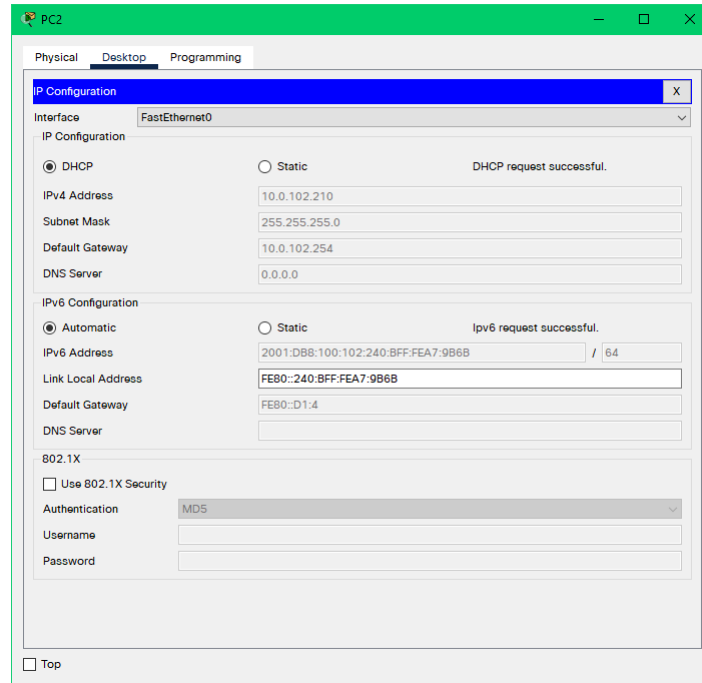 PC2
Physical Desktop Programming
IP Configuration X
Interface FastEthernet0
IP Configuration
DHCP Static DHCP request successful.
IPv4 Address 10.0.102.210
Subnet Mask 255.255.255.0
Default Gateway 10.0.102.254
DNS Server 0.0.0.0
IPv6 Configuration
Automatic Static Ipv6 request successful.
IPv6 Address 2001:DB8:100:102:240:BFF:FEA7:9B6B / 64
Link Local Address FE80::240:BFF:FEA7:9B6B
Default Gateway FE80::D1:4
DNS Server
802.1X
Use 802.1X Security
Authentication MD5
Username
Password
Top